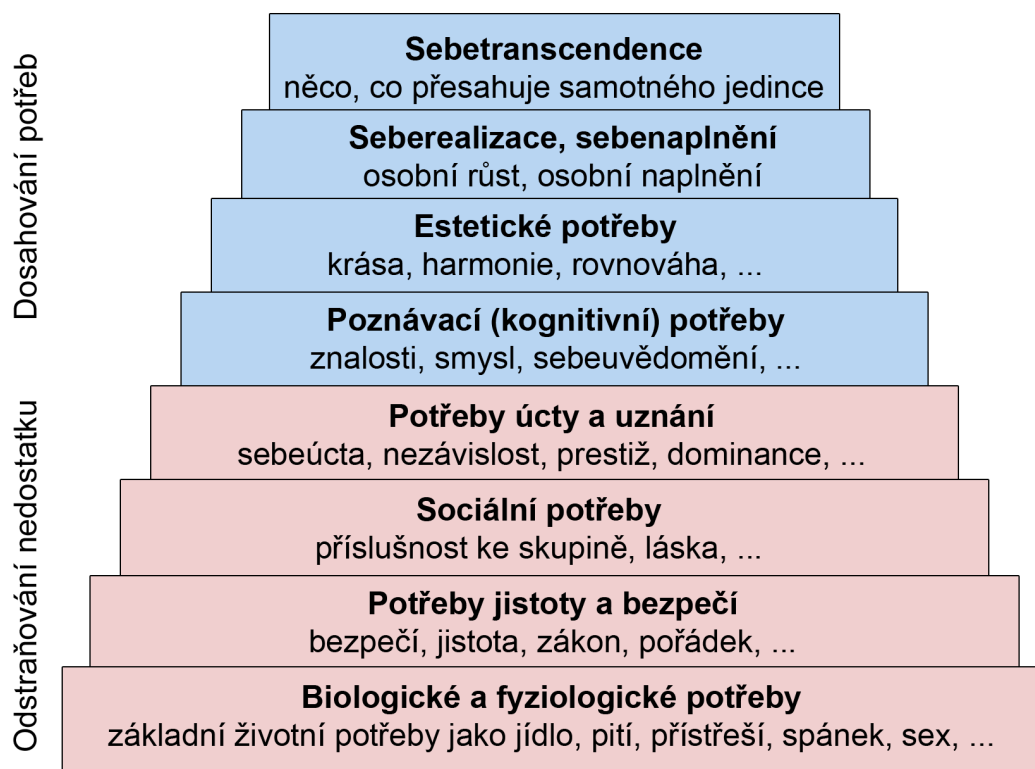 Sebetranscendence
něco, co přesahuje samotného jedince
Seberealizace, sebenaplnění
osobní růst, osobní naplnění
Estetické potřeby
krása, harmonie, rovnováha, ...
Poznávací (kognitivní) potřeby
znalosti, smysl, sebeuvědomění, ...
Dosahování potřeb
Potřeby úcty a uznání
sebeúcta, nezávislost, prestiž, dominance, ...
Sociální potřeby
příslušnost ke skupině, láska, ...
Potřeby jistoty a bezpečí
bezpečí, jistota, zákon, pořádek, ...
Biologické a fyziologické potřeby
základní životní potřeby jako jídlo, pití, přístřeší, spánek, sex, ...
Odstraňování nedostatku